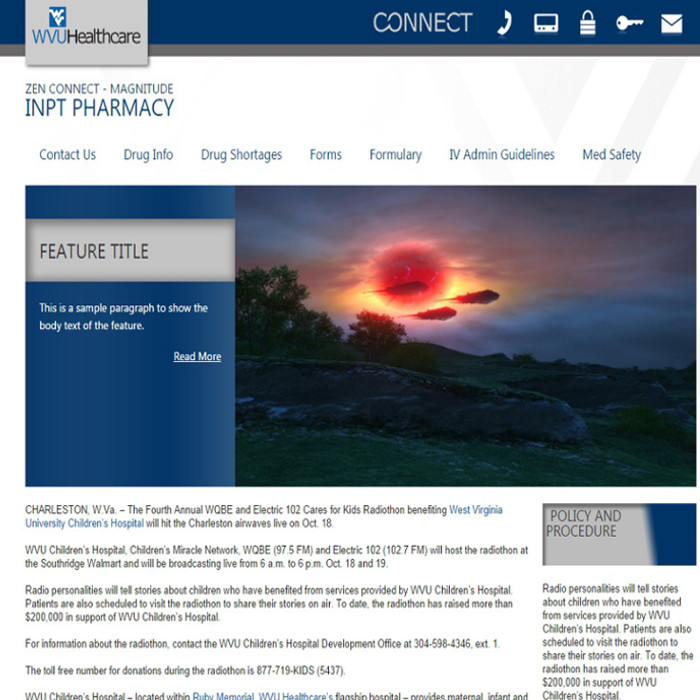 WVUHealthcare
CONNECT
ZEN CONNECT - MAGNITUDE
INPT PHARMACY
Contact Us Drug Info Drug Shortages Forms Formulary IV Admin Guidelines Med Safety
FEATURE TITLE
This is a sample paragraph to show the
body text of the feature.
Read More
CHARLESTON, W.Va. – The Fourth Annual WQBE and Electric 102 Cares for Kids Radiothon benefiting West Virginia
University Children's Hospital will hit the Charleston airwaves live on Oct. 18.
WVU Children's Hospital, Children's Miracle Network, WQBE (97.5 FM) and Electric 102 (102.7 FM) will host the radiothon at
the Southridge Walmart and will be broadcasting live from 6 a.m. to 6 p.m. Oct. 18 and 19.
Radio personalities will tell stories about children who have benefited from services provided by WVU Children's Hospital.
Patients are also scheduled to visit the radiothon to share their stories on air. To date, the radiothon has raised more than
$200,000 in support of WVU Children's Hospital.
For information about the radiothon, contact the WVU Children's Hospital Development Office at 304-598-4346, ext. 1.
The toll free number for donations during the radiothon is 877-719-KIDS (5437).
WVU Children's Hospital – located within Ruby Memorial, WVU Healthcare's flagship hospital – provides maternal, infant and
POLICY AND
PROCEDURE
Radio personalities will tell stories
about children who have benefited
from services provided by WVU
Children's Hospital. Patients are also
scheduled to visit the radiothon to
share their stories on air. To date, the
radiothon has raised more than
$200,000 in support of WVU
Children's Hospital.